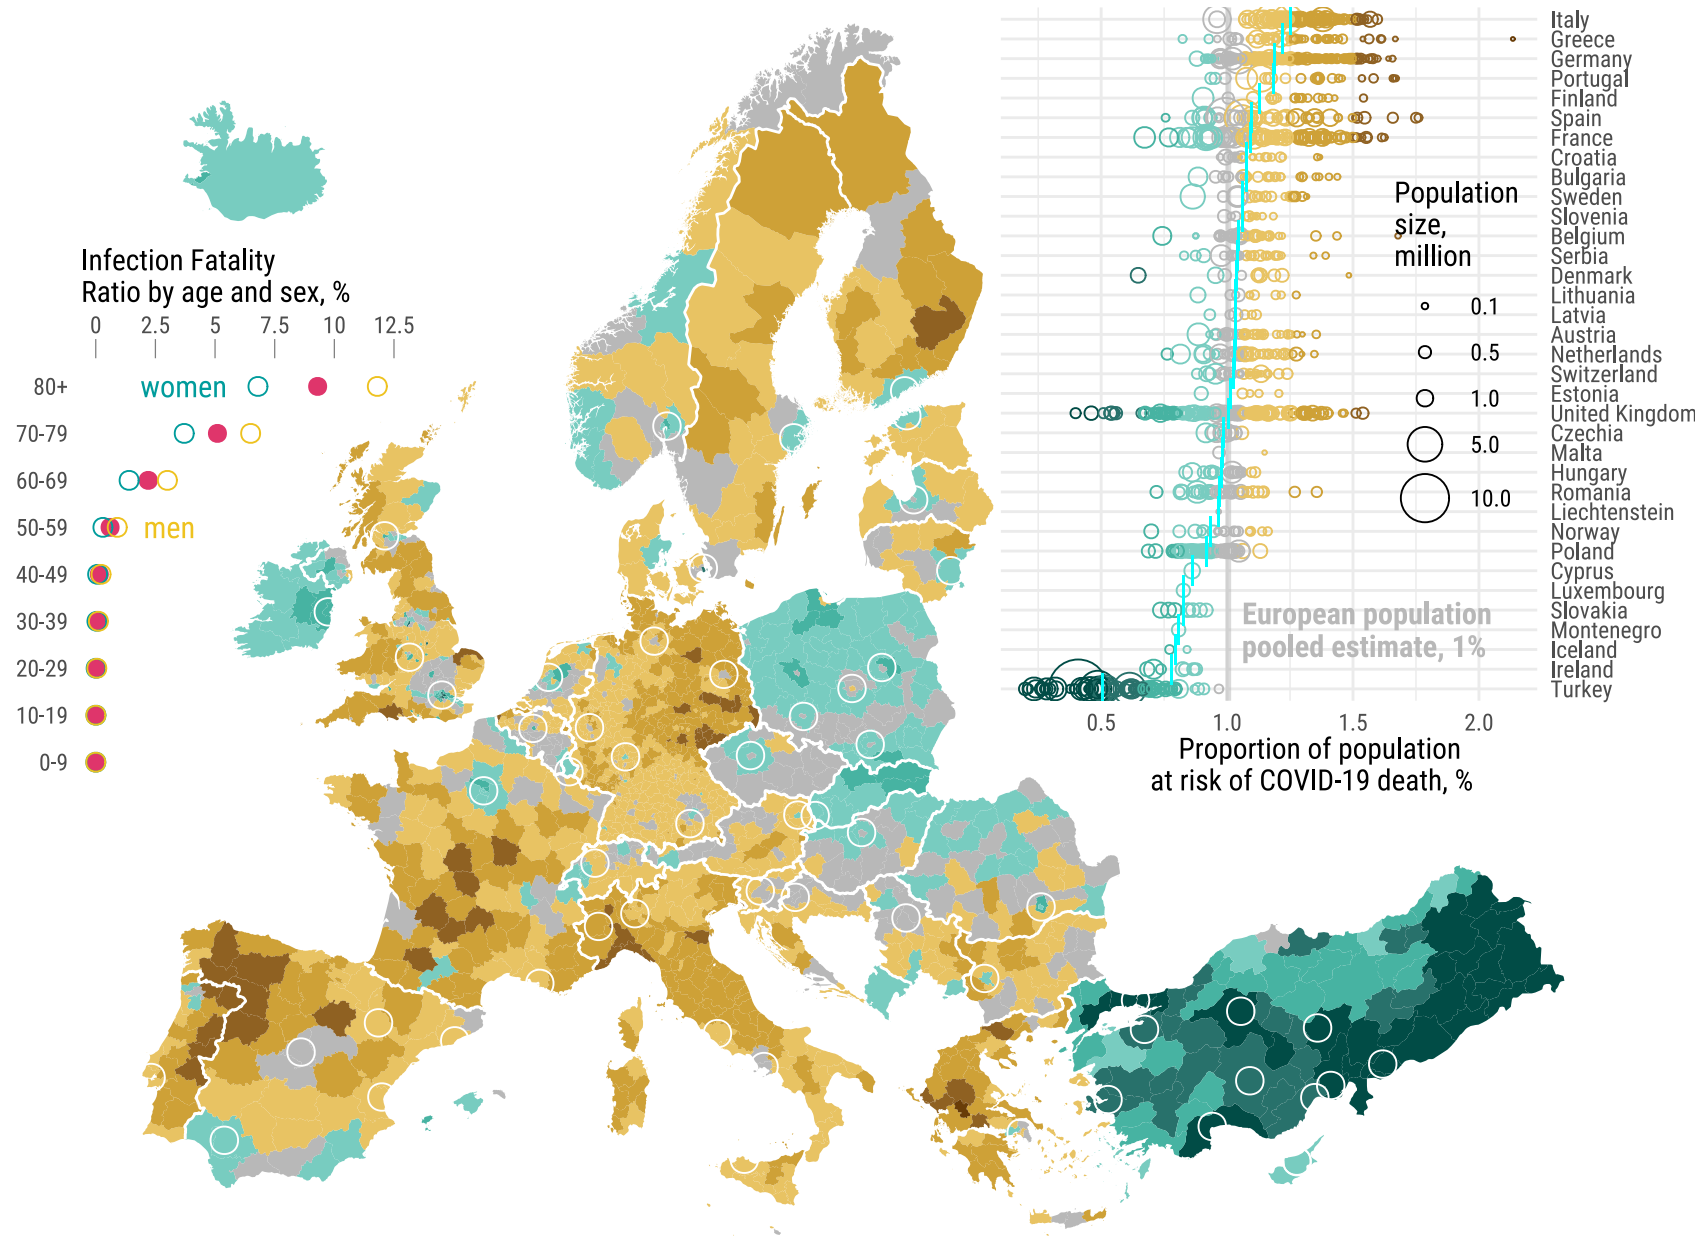 Infection Fatality
Ratio by age and sex, %
0 2.5 5 7.5 10 12.5
80+
women
70-79
60-69
50-59
men
40-49
30-39
20-29
10-19
0-9
Italy
Greece
Germany
Portugal
Finland
Spain
France
Croatia
Bulgaria
Sweden
Slovenia
Belgium
Serbia
Denmark
Lithuania
Latvia
Austria
Netherlands
Switzerland
Estonia
United Kingdom
Czechia
Malta
Hungary
Romania
Liechtenstein
Norway
Poland
Cyprus
Luxembourg
Slovakia
Montenegro
Iceland
Ireland
Turkey
Population
size,
million
0.1
0.5
1.0
5.0
10.0
European population
pooled estimate, 1%
0.5 1.0 1.5 2.0
Proportion of population
at risk of COVID-19 death, %